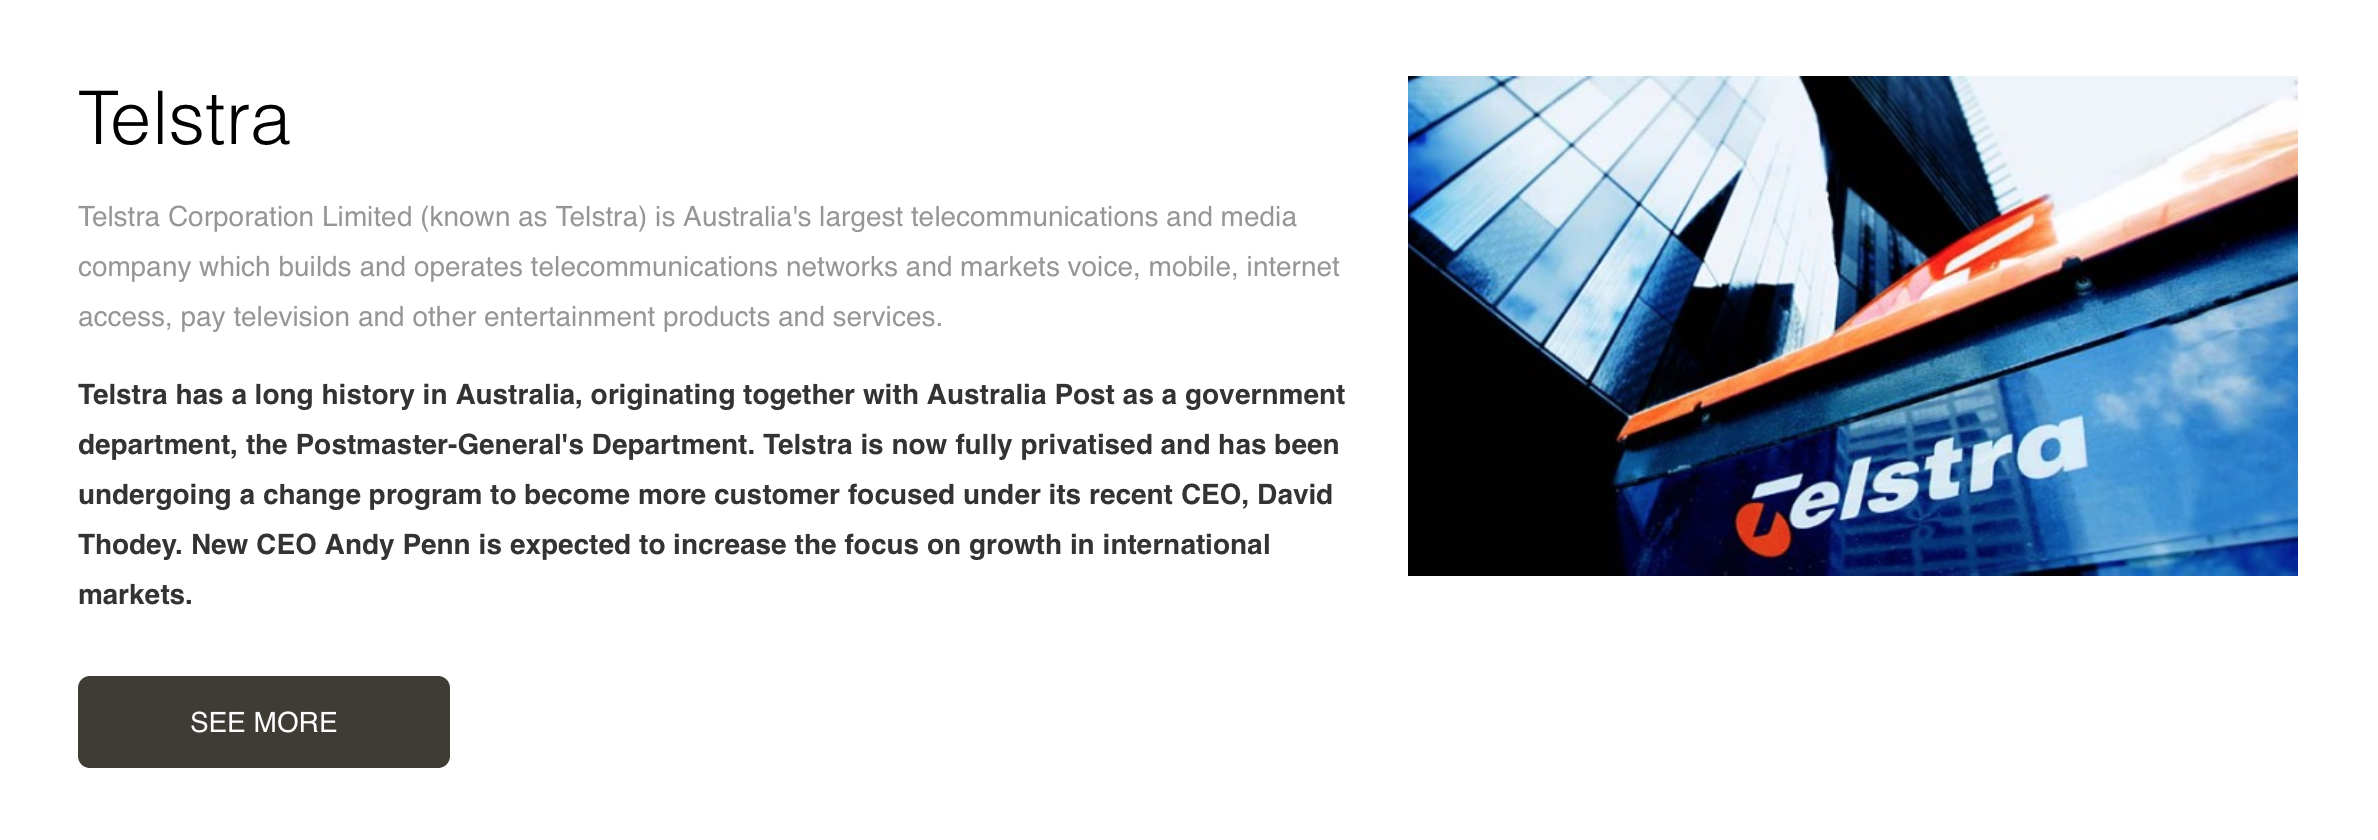 Telstra
Telstra Corporation Limited (known as Telstra) is Australia's largest telecommunications and media
company which builds and operates telecommunications networks and markets voice, mobile, internet
access, pay television and other entertainment products and services.
Telstra has a long history in Australia, originating together with Australia Post as a government
department, the Postmaster-General's Department. Telstra is now fully privatised and has been
undergoing a change program to become more customer focused under its recent CEO, David
Thodey. New CEO Andy Penn is expected to increase the focus on growth in international
markets.
SEE MORE
Telstra